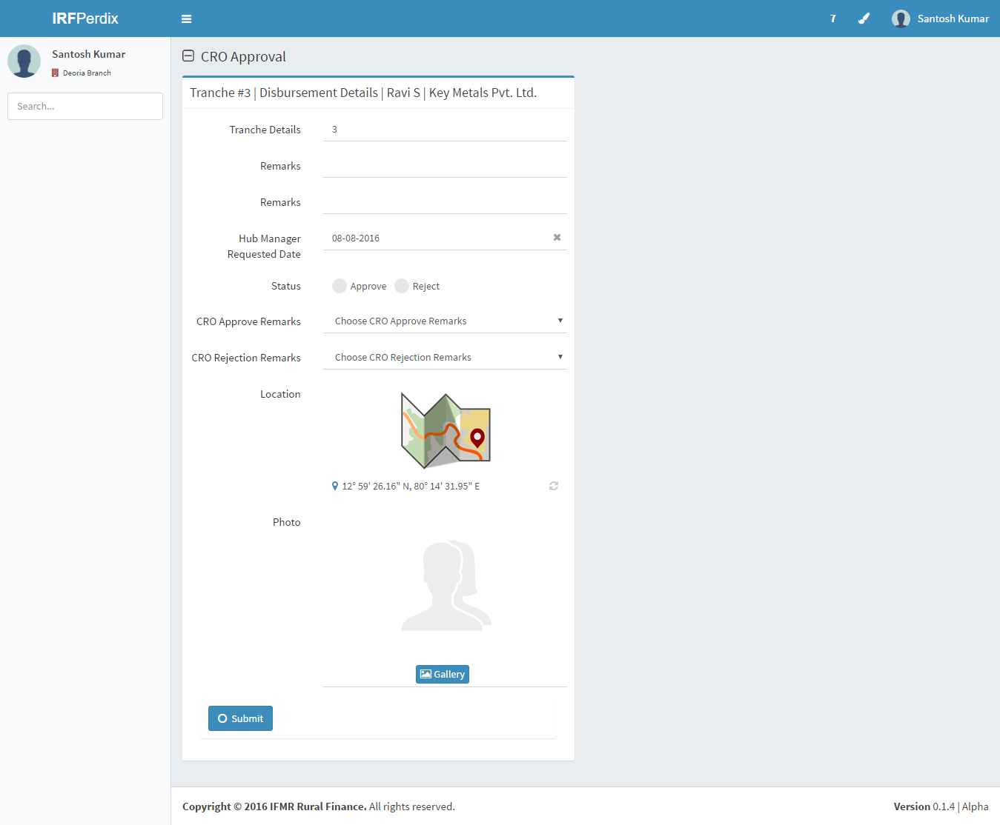 IRFPerdix
7
Santosh Kumar
Santosh Kumar
Deoria Branch
Search...
CRO Approval
Tranche #3 | Disbursement Details | Ravi S | Key Metals Pvt. Ltd.
Tranche Details 3
Remarks
Remarks
Hub Manager Requested Date 08-08-2016
Status Approve Reject
CRO Approve Remarks Choose CRO Approve Remarks
CRO Rejection Remarks Choose CRO Rejection Remarks
Location
12° 59' 26.16" N, 80° 14' 31.95" E
Photo
Gallery
Submit
Copyright © 2016 IFMR Rural Finance. All rights reserved.
Version 0.1.4 | Alpha